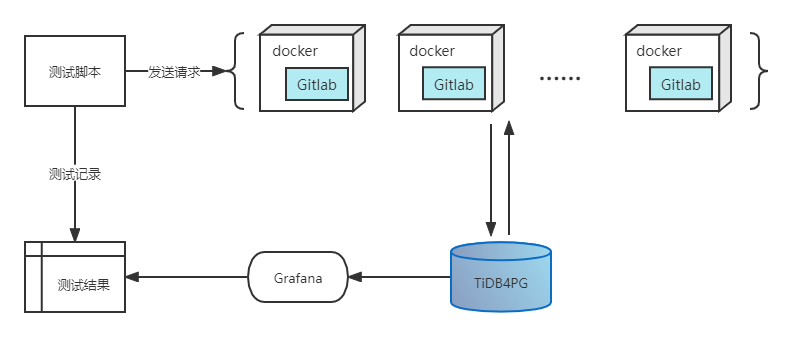 docker
docker
docker
测试脚本
发送请求
Gitlab
Gitlab
......
Gitlab
测试记录
测试结果
Grafana
TiDB4PG